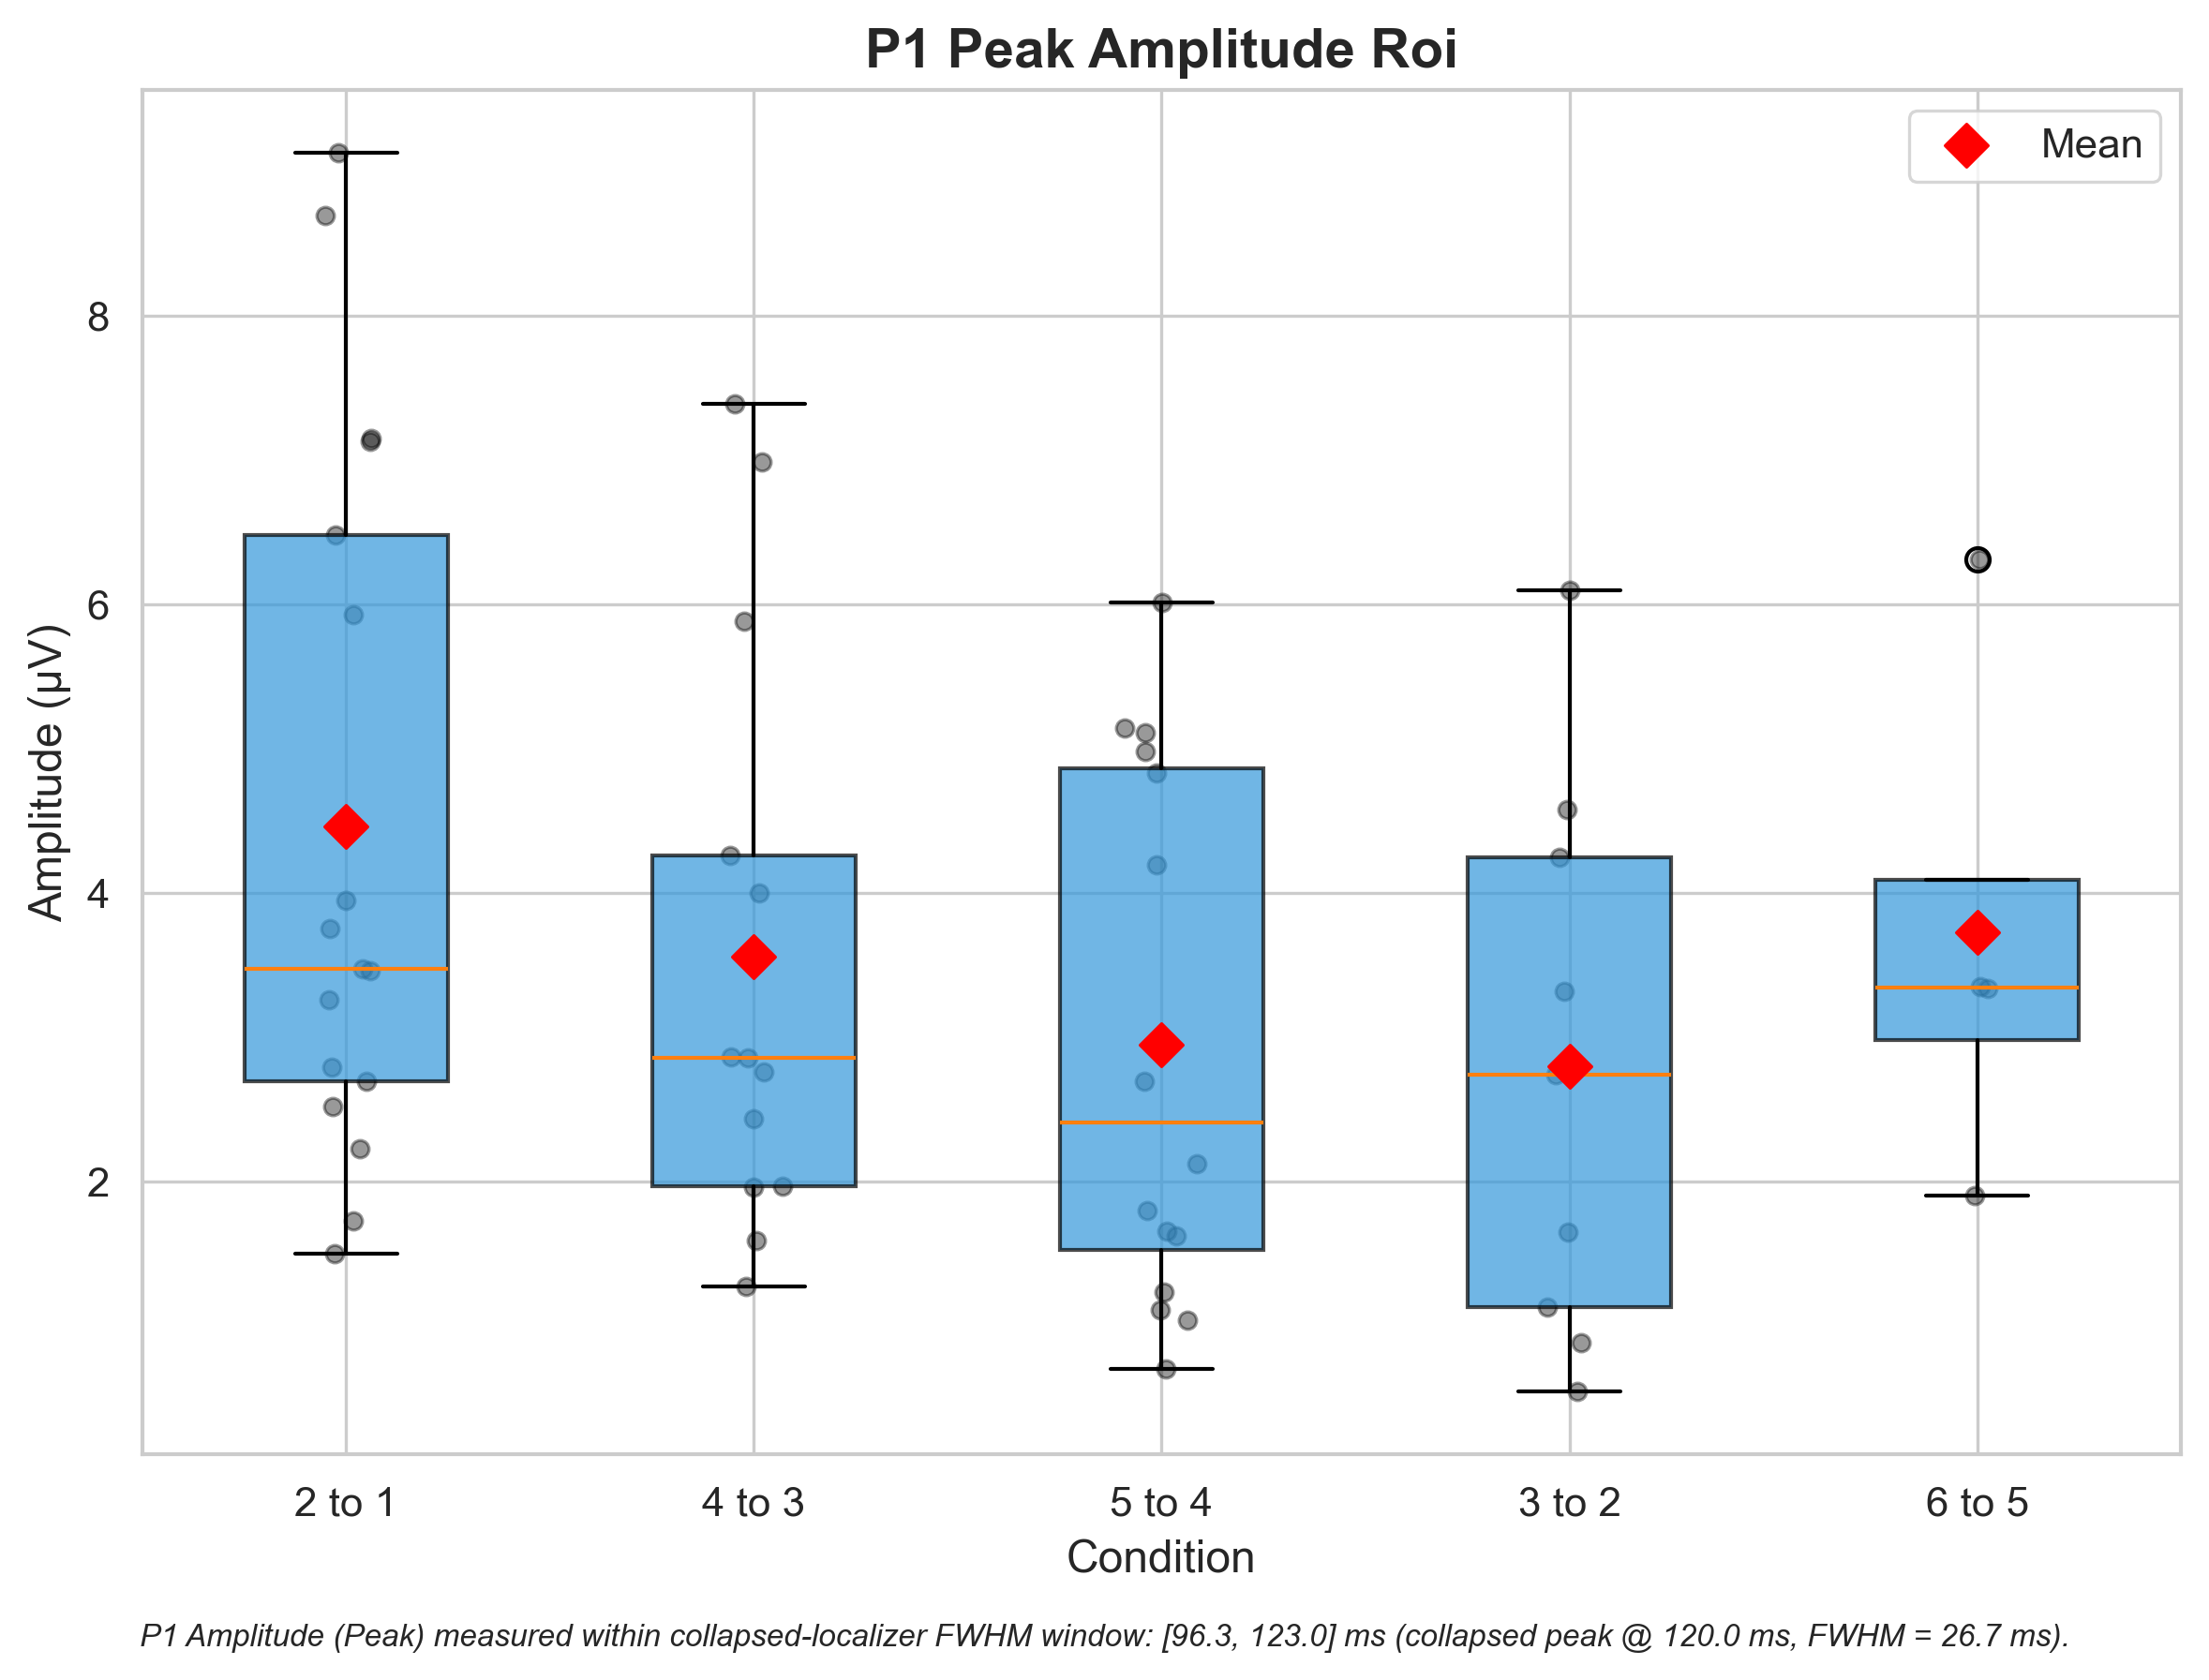 P1 Peak Amplitude Roi
Mean
8
6
4
2
Amplitude (µV)
2 to 1
4 to 3
5 to 4
3 to 2
6 to 5
Condition
P1 Amplitude (Peak) measured within collapsed-localizer FWHM window: [96.3, 123.0] ms (collapsed peak @ 120.0 ms, FWHM = 26.7 ms).